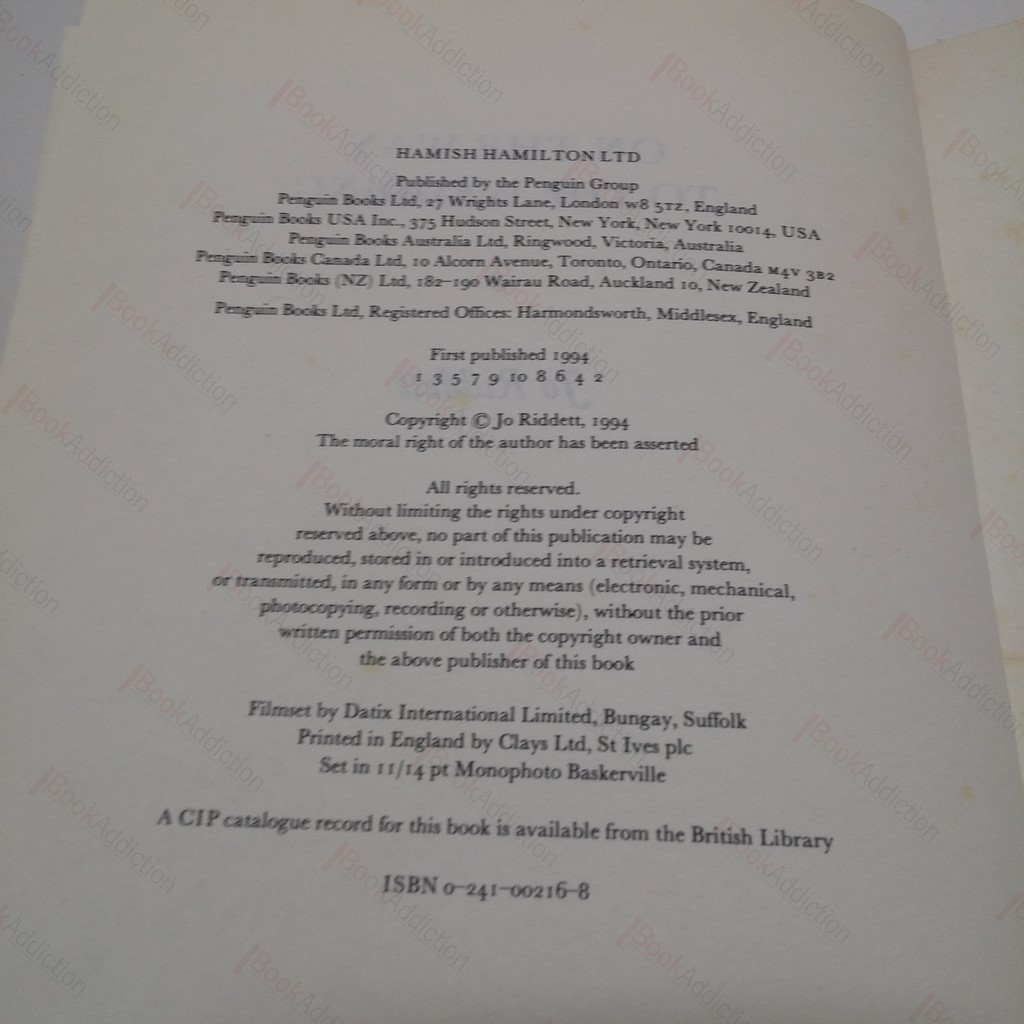 HAMISH HAMILTON LTD
Published by the Penguin Group
Penguin Books Ltd, 27 Wrights Lane, London W8 5TZ, England
Penguin Books USA Inc., 375 Hudson Street, New York, New York 10014, USA
Penguin Books Australia Ltd, Ringwood, Victoria, Australia
Penguin Books Canada Ltd, 10 Alcorn Avenue, Toronto, Ontario, Canada M4V 3B2
Penguin Books (NZ) Ltd, 182–190 Wairau Road, Auckland 10, New Zealand
Penguin Books Ltd, Registered Offices: Harmondsworth, Middlesex, England
First published 1994
1 3 5 7 9 10 8 6 4 2
Copyright © Jo Riddett, 1994
The moral right of the author has been asserted
All rights reserved.
Without limiting the rights under copyright
reserved above, no part of this publication may be
reproduced, stored in or introduced into a retrieval system,
or transmitted, in any form or by any means (electronic, mechanical,
photocopying, recording or otherwise), without the prior
written permission of both the copyright owner and
the above publisher of this book
Filmset by Datix International Limited, Bungay, Suffolk
Printed in England by Clays Ltd, St Ives plc
Set in 11/14 pt Monophoto Baskerville
A CIP catalogue record for this book is available from the British Library
ISBN 0–241–00216–8
BookAddiction